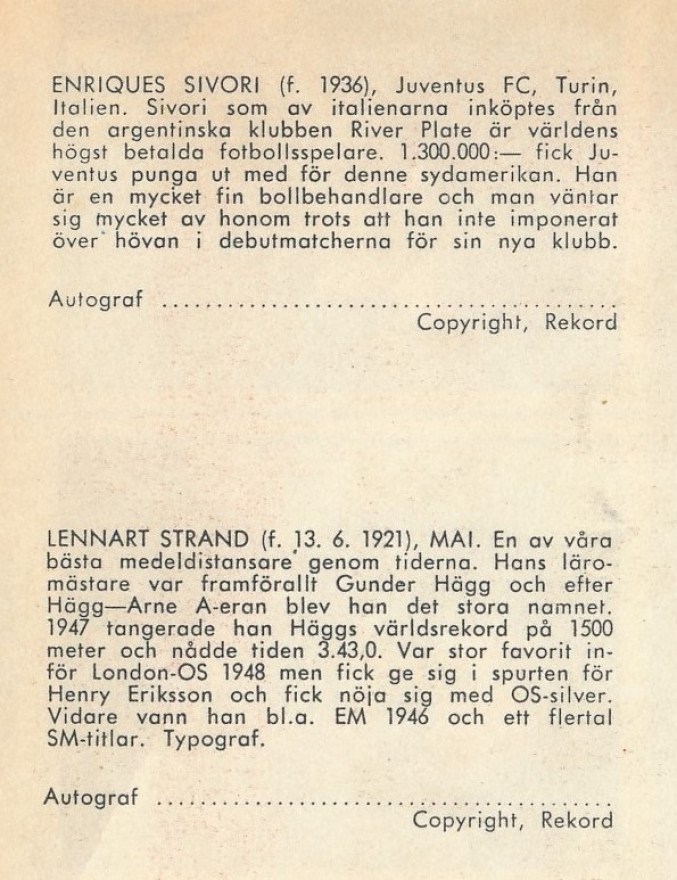 ENRIQUES SIVORI (f. 1936), Juventus FC, Turin,
Italien. Sivori som av italienarna inköptes från
den argentinska klubben River Plate är världens
högst betalda fotbollsspelare. 1.300.000:— fick Ju-
ventus punga ut med för denne sydamerikan. Han
är en mycket fin bollbehandlare och man väntar
sig mycket av honom trots att han inte imponerat
över hövan i debutmatcherna för sin nya klubb.
Autograf ........................................
Copyright, Rekord
LENNART STRAND (f. 13. 6. 1921), MAI. En av våra
bästa medeldistansare genom tiderna. Hans läro-
mästare var framförallt Gunder Hägg och efter
Hägg—Arne A-eran blev han det stora namnet.
1947 tangerade han Häggs världsrekord på 1500
meter och nådde tiden 3.43,0. Var stor favorit in-
för London-OS 1948 men fick ge sig i spurten för
Henry Eriksson och fick nöja sig med OS-silver.
Vidare vann han bl.a. EM 1946 och ett flertal
SM-titlar. Typograf.
Autograf ........................................
Copyright, Rekord